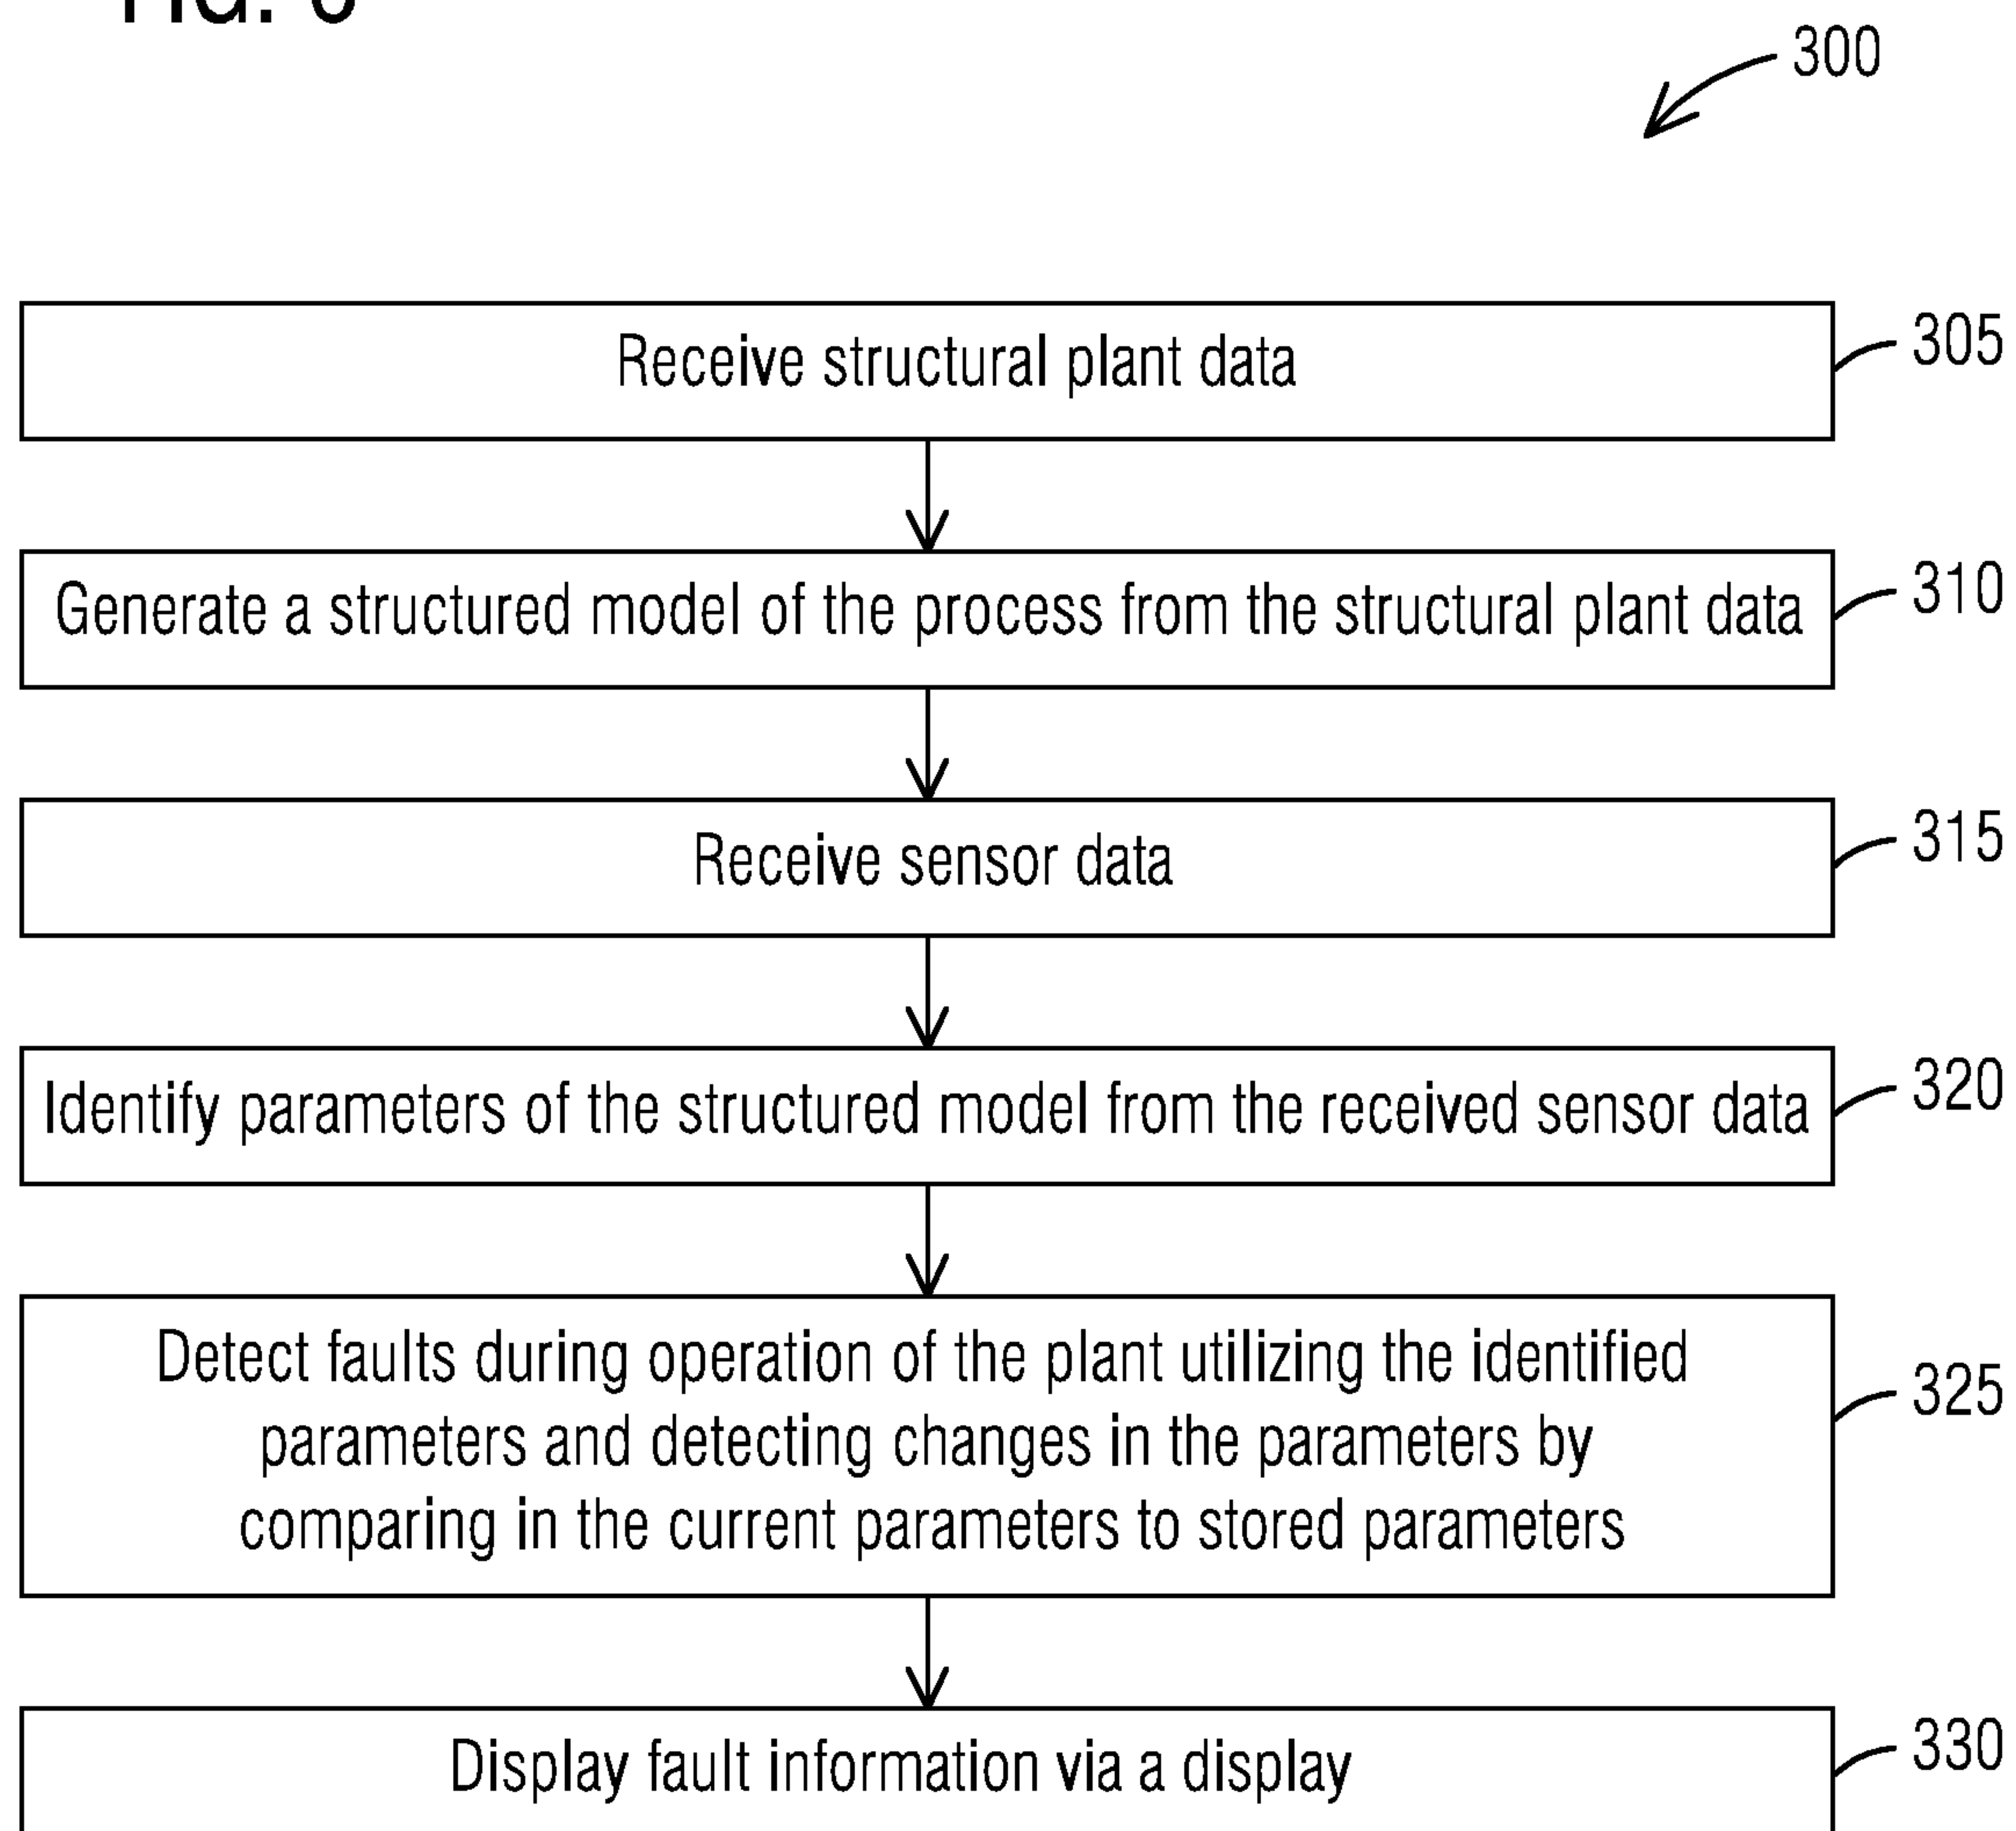 300
Receive structural plant data
305
Generate a structured model of the process from the structural plant data
310
Receive sensor data
315
Identify parameters of the structured model from the received sensor data
320
Detect faults during operation of the plant utilizing the identified
parameters and detecting changes in the parameters by
comparing in the current parameters to stored parameters
325
Display fault information via a display
330